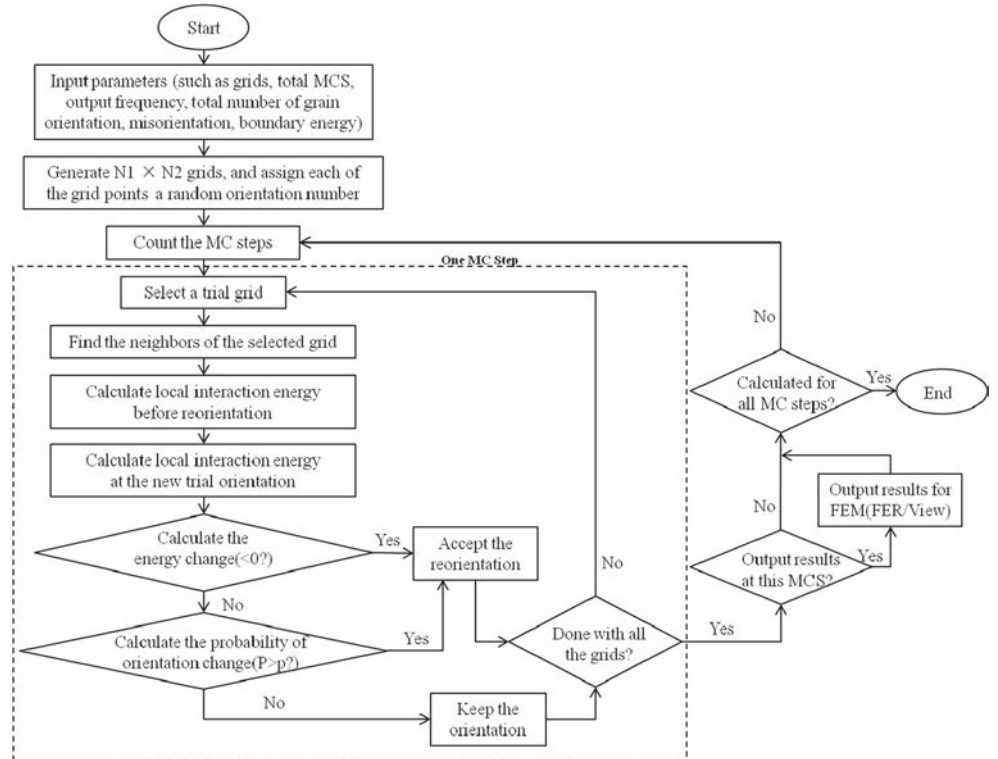 Start
Input parameters (such as grids, total MCS,
output frequency, total number of grain
orientation, misorientation, boundary energy)
Generate N1 × N2 grids, and assign each of
the grid points a random orientation number
Count the MC steps
One MC Step
Select a trial grid
Find the neighbors of the selected grid
Calculate local interaction energy
before reorientation
Calculate local interaction energy
at the new trial orientation
Calculate the
energy change(<0?)
Yes
Accept the
reorientation
No
Calculate the probability of
orientation change(P>p?)
Yes
No
Keep the
orientation
Done with all
the grids?
No
Yes
Output results
at this MCS?
Yes
Output results for
FEM(FER/View)
No
Calculated for
all MC steps?
No
Yes
End